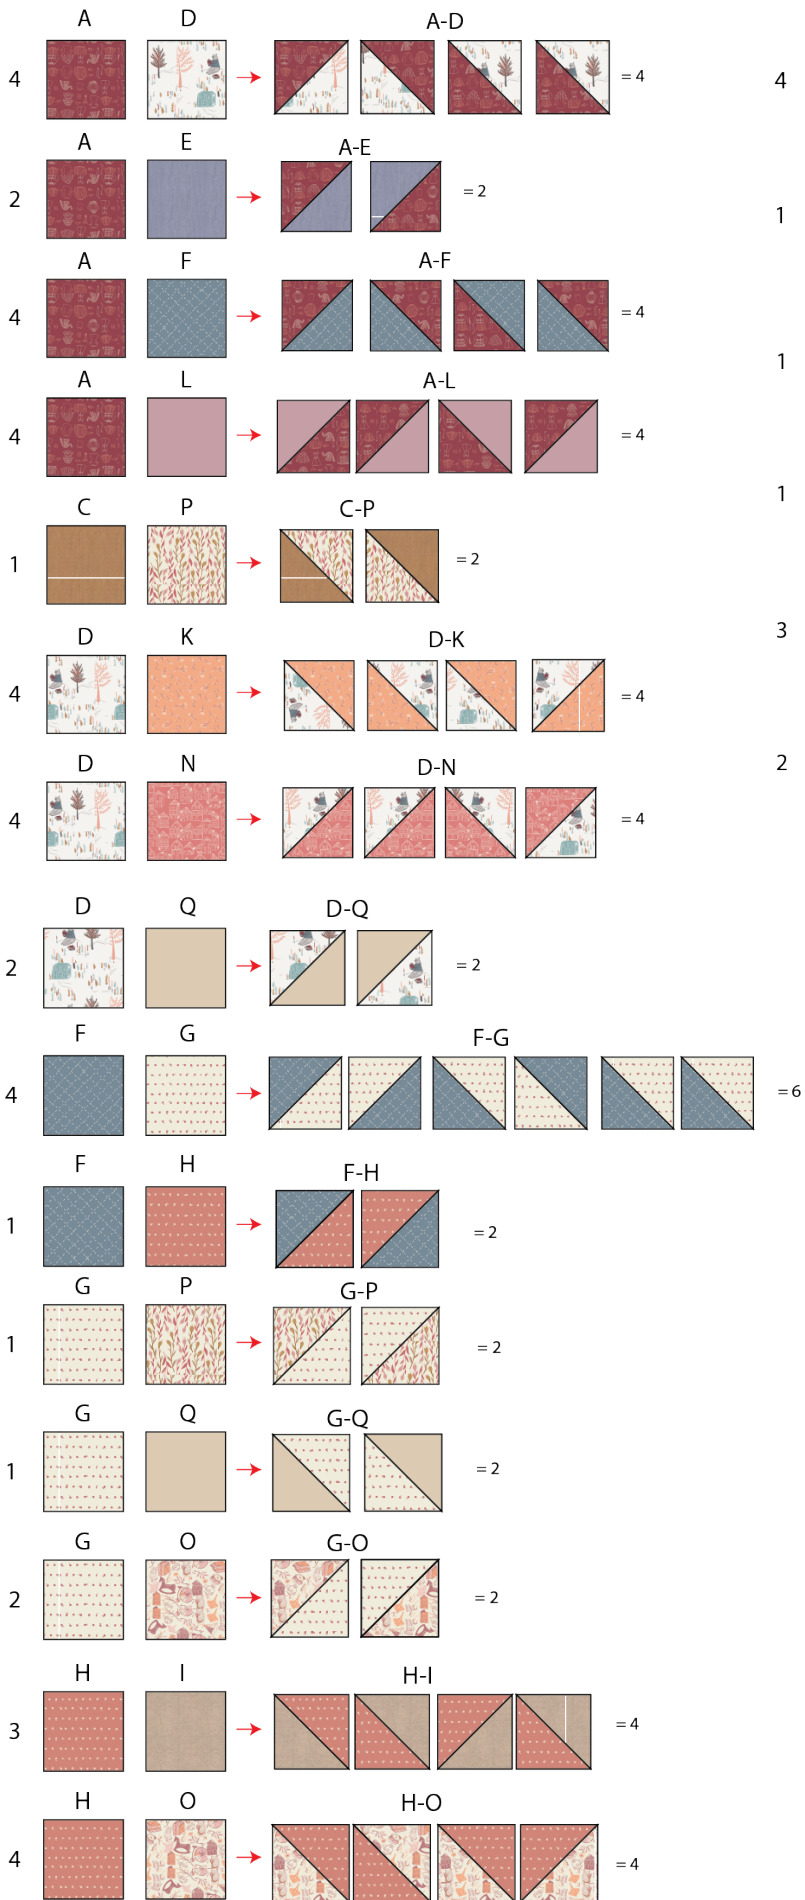 A D A-D
4 = 4 4
A E A-E
2 = 2 1
A F A-F
4 = 4 1
A L A-L
4 = 4
C P C-P 1
1 = 2
D K D-K 3
4 = 4
D N D-N 2
4 = 4
D Q D-Q
2 = 2
F G F-G
4 = 6
F H F-H
1 = 2
G P G-P
1 = 2
G Q G-Q
1 = 2
G O G-O
2 = 2
H I H-I
3 = 4
H O H-O
4 = 4